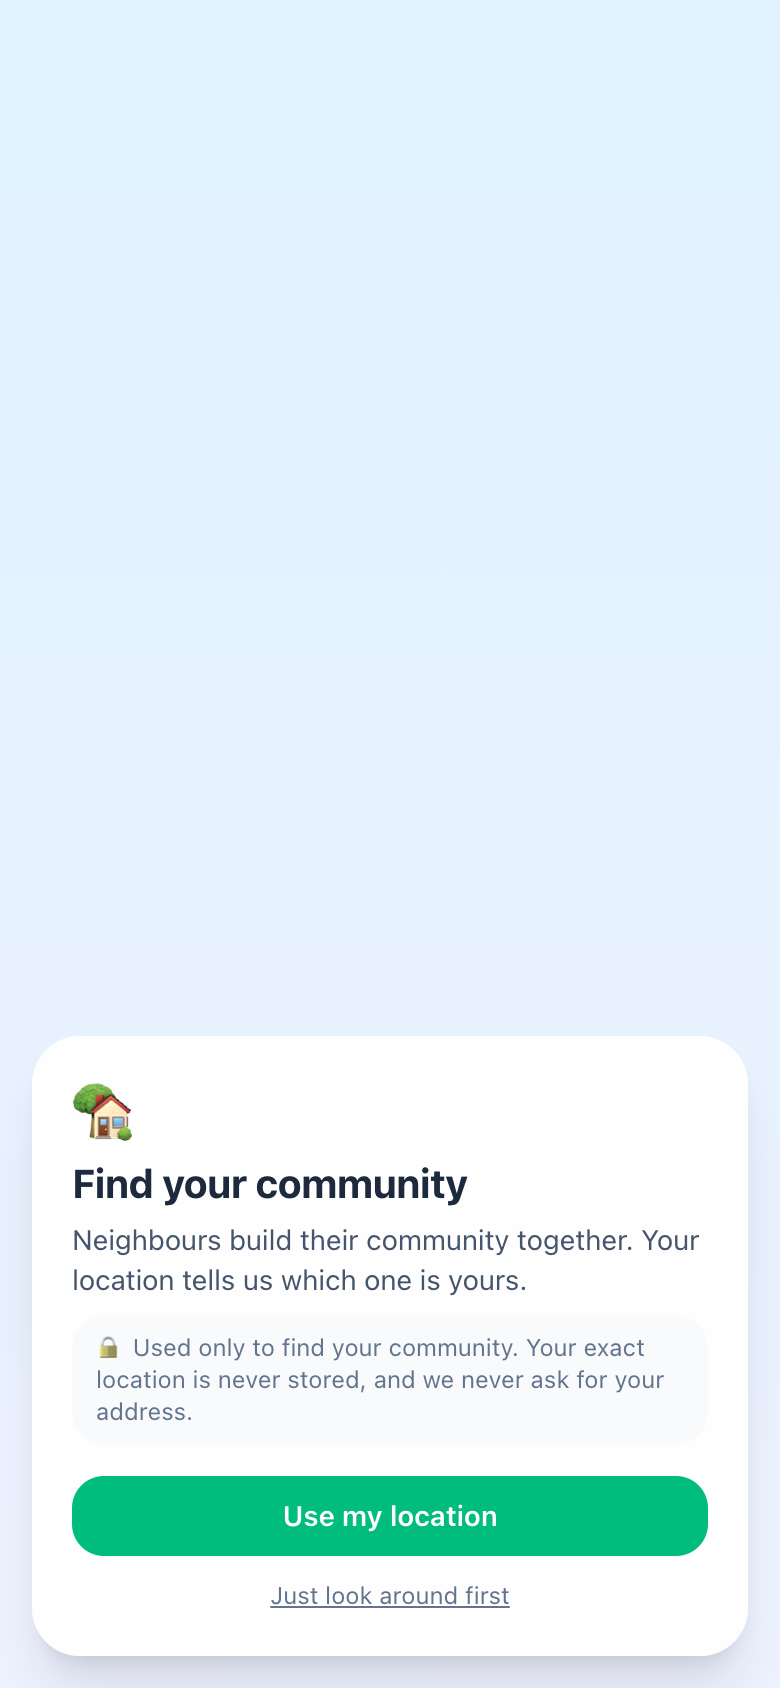 Find your community
Neighbours build their community together. Your
location tells us which one is yours.
🔒 Used only to find your community. Your exact
location is never stored, and we never ask for your
address.
Use my location
Just look around first